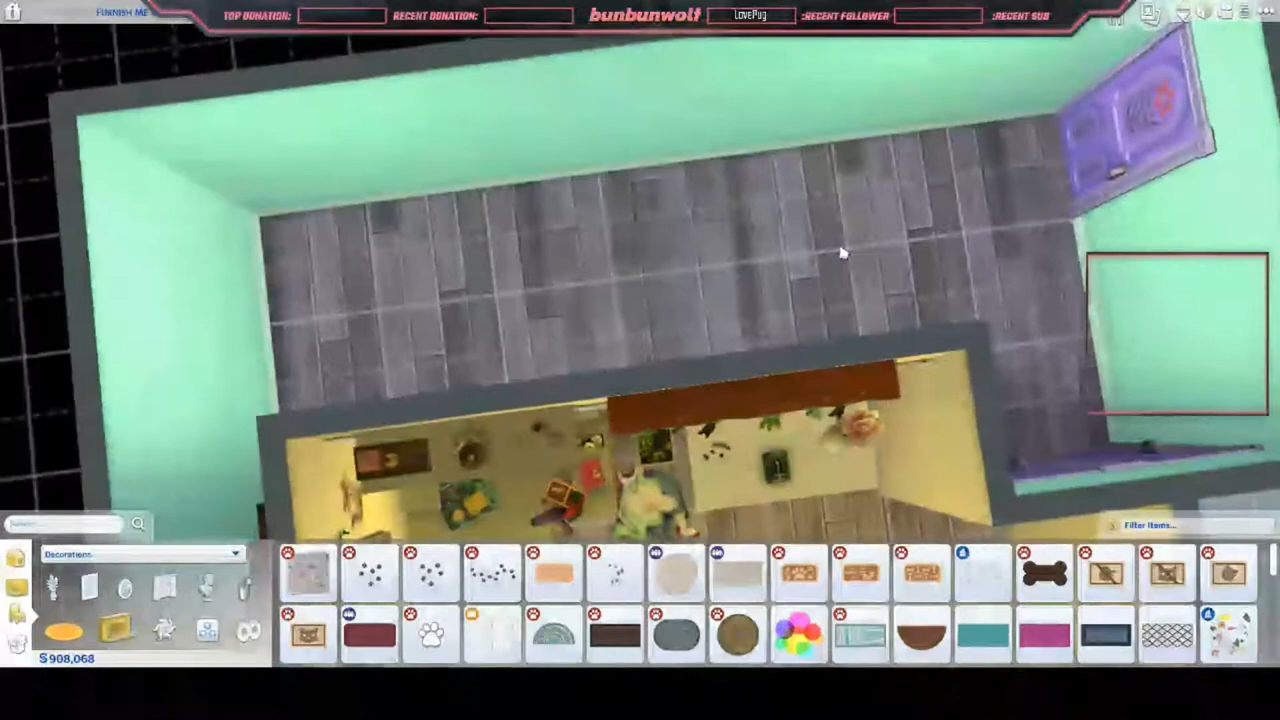 FURNISH ME
TOP DONATION:
RECENT DONATION:
bunbunwolf
LovePug
:RECENT FOLLOWER
:RECENT SUB
Filter Items...
Decorations
§908,068